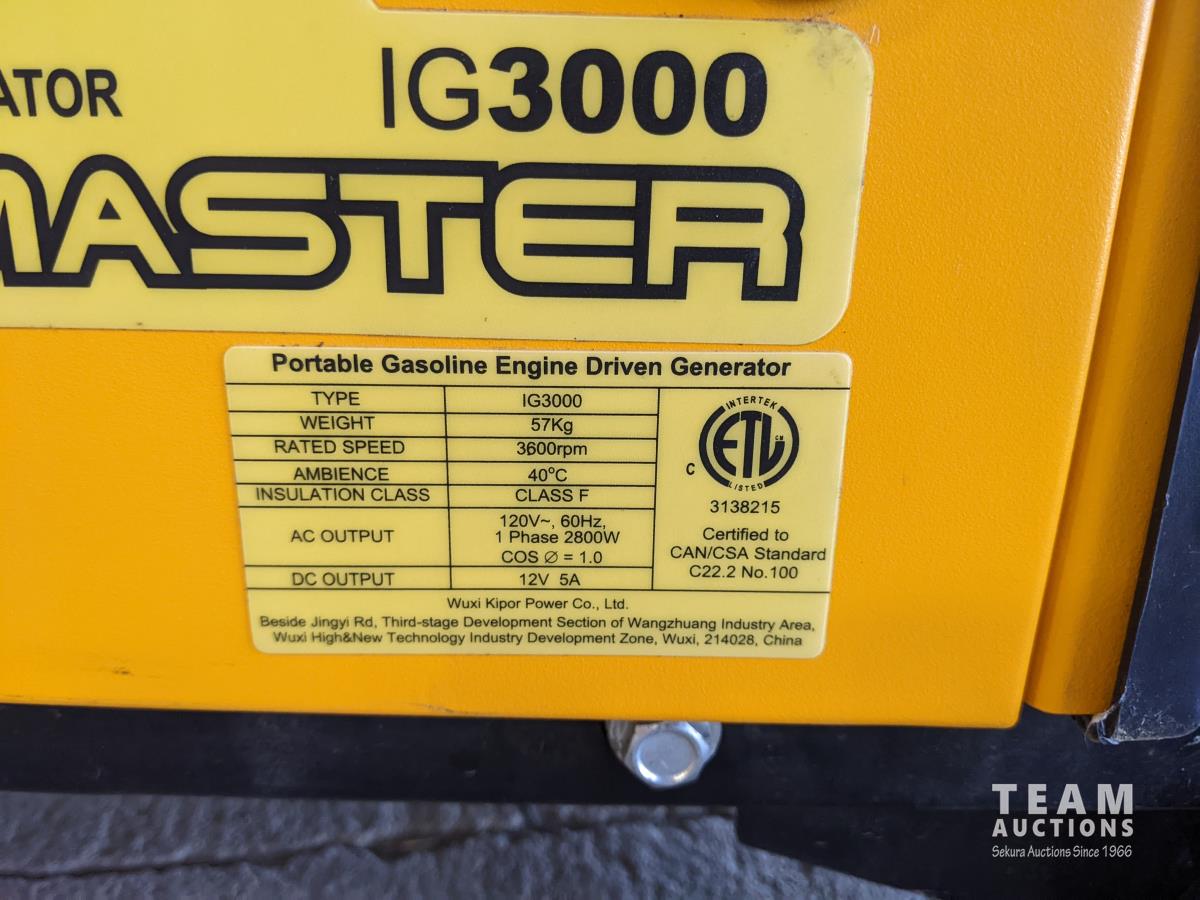 ATOR
IG3000
MASTER
Portable Gasoline Engine Driven Generator
TYPE IG3000
WEIGHT 57Kg
RATED SPEED 3600rpm
AMBIENCE 40°C
INSULATION CLASS CLASS F
AC OUTPUT 120V~, 60Hz,
1 Phase 2800W
COS ∅ = 1.0
DC OUTPUT 12V 5A
INTERTEK
ETL CM
C
LISTED
3138215
Certified to
CAN/CSA Standard
C22.2 No.100
Wuxi Kipor Power Co., Ltd.
Beside Jingyi Rd, Third-stage Development Section of Wangzhuang Industry Area,
Wuxi High&New Technology Industry Development Zone, Wuxi, 214028, China
TEAM
AUCTIONS
Sekura Auctions Since 1966